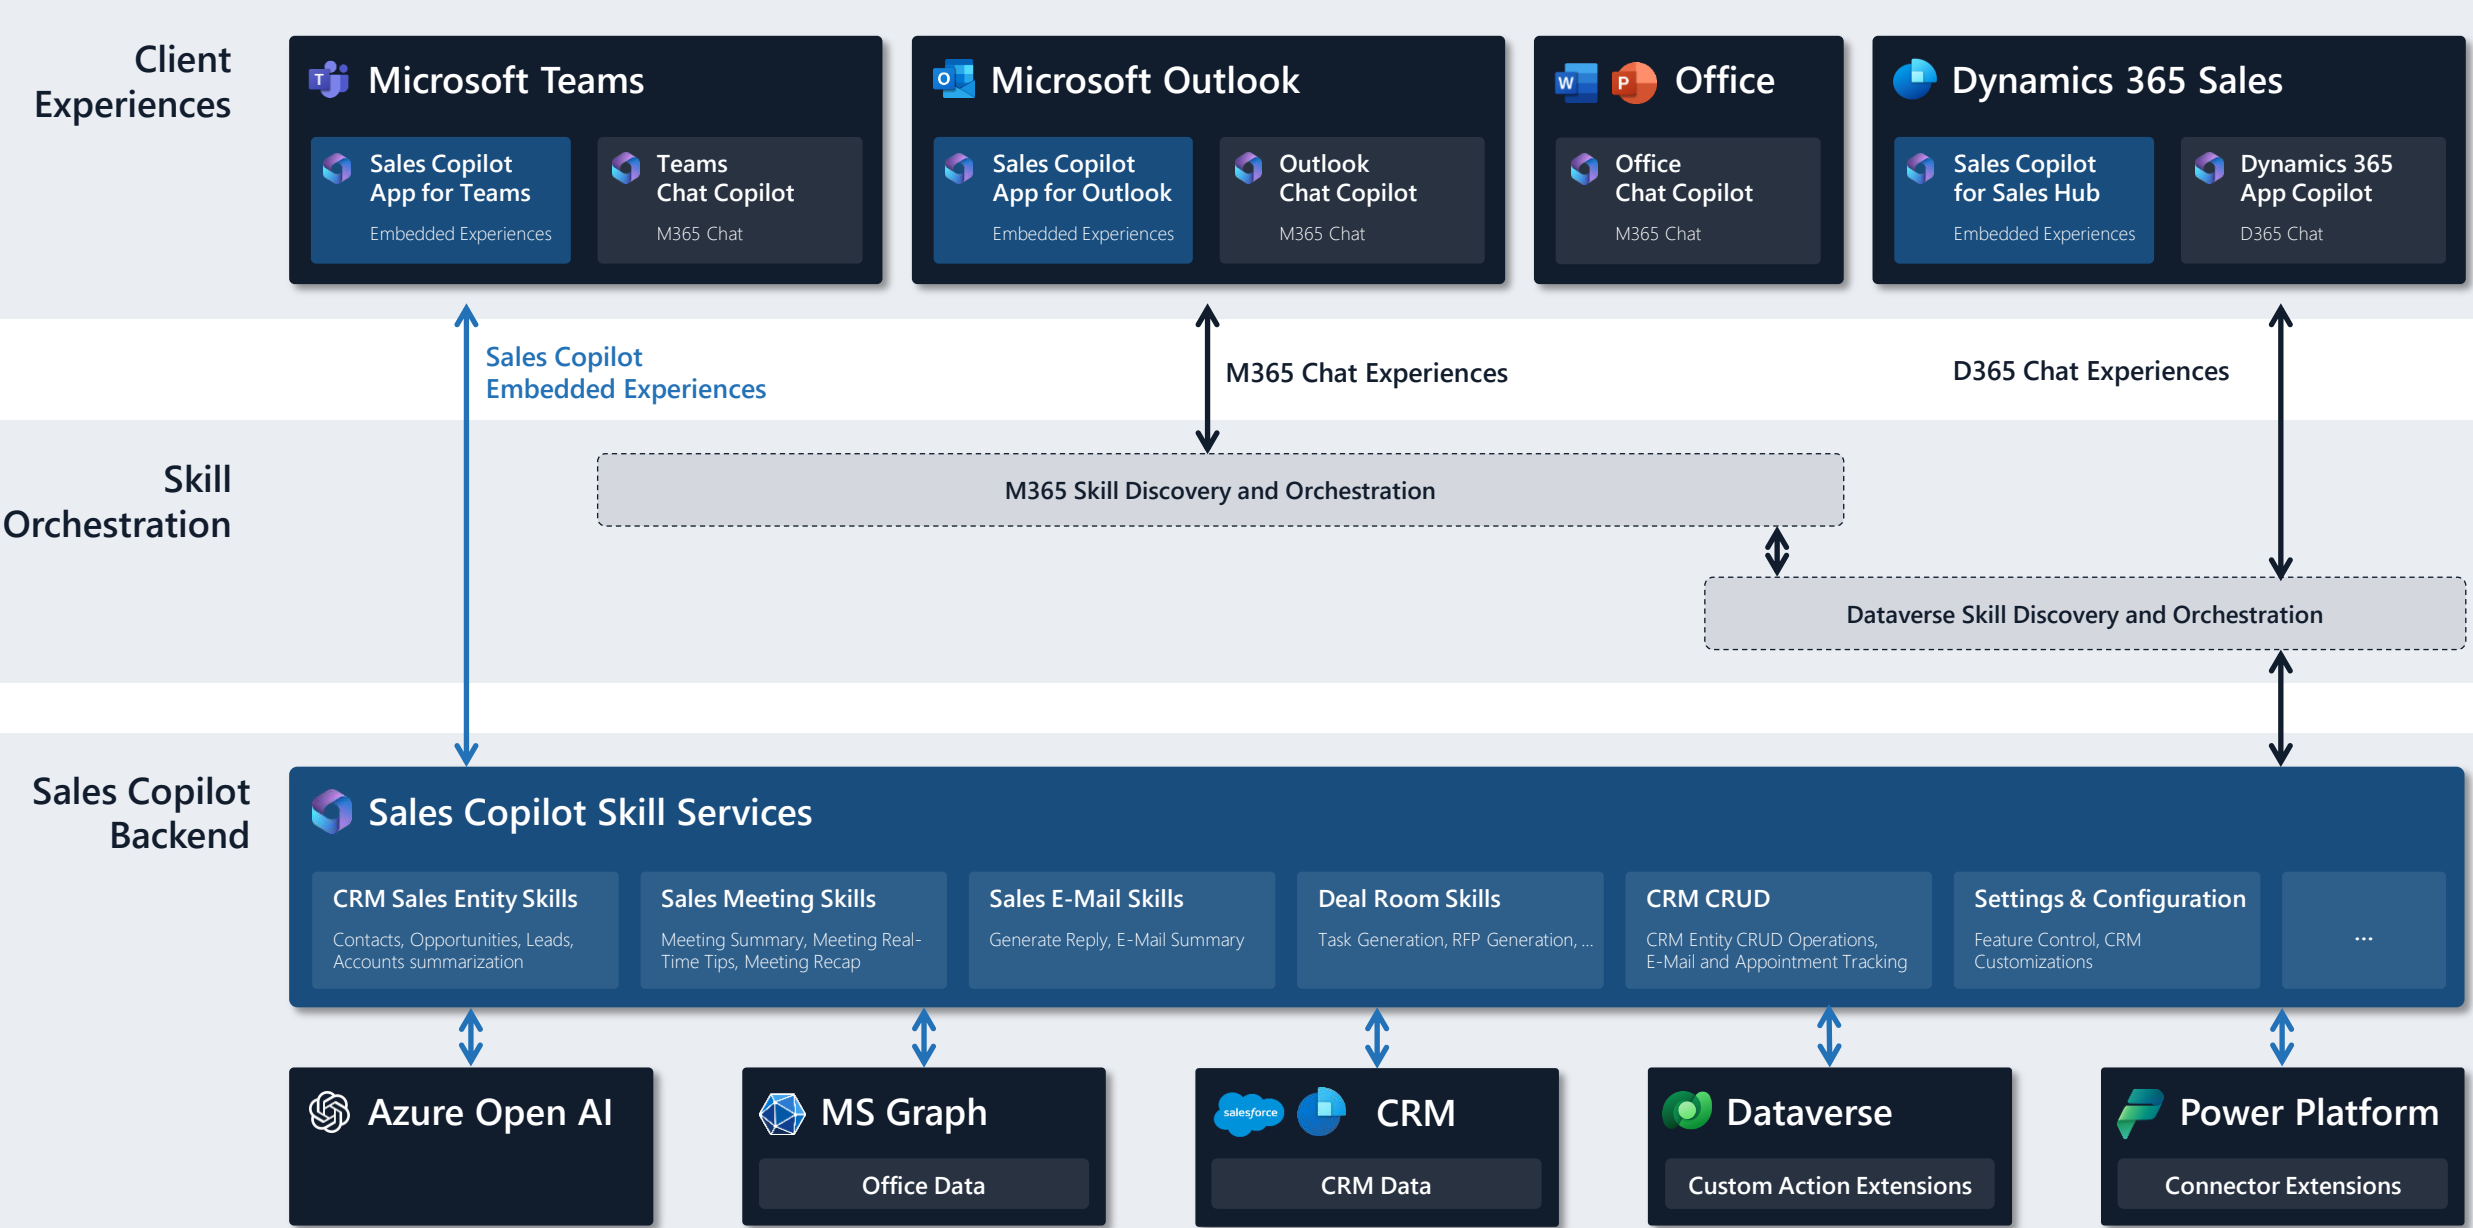 Client
Experiences
Microsoft Teams
Sales Copilot
App for Teams
Embedded Experiences
Teams
Chat Copilot
M365 Chat
Microsoft Outlook
Sales Copilot
App for Outlook
Embedded Experiences
Outlook
Chat Copilot
M365 Chat
Office
Office
Chat Copilot
M365 Chat
Dynamics 365 Sales
Sales Copilot
for Sales Hub
Embedded Experiences
Dynamics 365
App Copilot
D365 Chat
Sales Copilot
Embedded Experiences
M365 Chat Experiences
D365 Chat Experiences
Skill
Orchestration
M365 Skill Discovery and Orchestration
Dataverse Skill Discovery and Orchestration
Sales Copilot
Backend
Sales Copilot Skill Services
CRM Sales Entity Skills
Contacts, Opportunities, Leads,
Accounts summarization
Sales Meeting Skills
Meeting Summary, Meeting Real-
Time Tips, Meeting Recap
Sales E-Mail Skills
Generate Reply, E-Mail Summary
Deal Room Skills
Task Generation, RFP Generation, ...
CRM CRUD
CRM Entity CRUD Operations,
E-Mail and Appointment Tracking
Settings & Configuration
Feature Control, CRM
Customizations
...
Azure Open AI
MS Graph
Office Data
salesforce
CRM
CRM Data
Dataverse
Custom Action Extensions
Power Platform
Connector Extensions